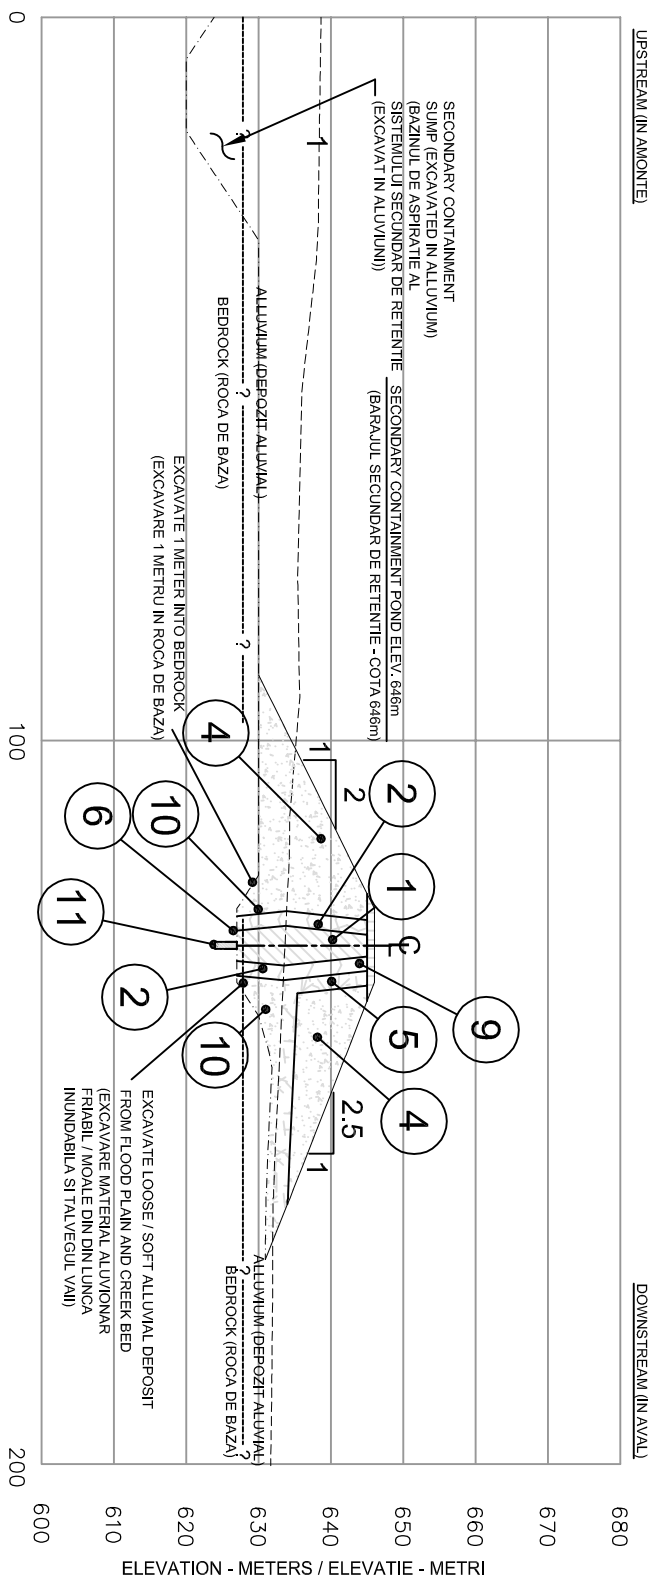 UPSTREAM (IN AMONTE)
DOWNSTREAM (IN AVAL)
SECONDARY CONTAINMENT
SUMP (EXCAVATED IN ALLUVIUM)
(BAZINUL DE ASPIRATIE AL
SISTEMULUI SECUNDAR DE RETENTIE
(EXCAVAT IN ALUVIUNI))
SECONDARY CONTAINMENT POND ELEV. 646m
(BARAJUL SECUNDAR DE RETENTIE - COTA 646m)
1
2
1
2
1
9
5
4
2.5
1
4
10
6
11
2
10
?
ALLUVIUM (DEPOZIT ALUVIAL)
?
BEDROCK (ROCA DE BAZA)
?
EXCAVATE 1 METER INTO BEDROCK
(EXCAVARE 1 METRU IN ROCA DE BAZA)
CL
EXCAVATE LOOSE / SOFT ALLUVIAL DEPOSIT
FROM FLOOD PLAIN AND CREEK BED
(EXCAVARE MATERIAL ALUVIONAR
FRIABIL / MOALE DIN DIN LUNCA
INUNDABILA SI TALVEGUL VAII)
ALLUVIUM (DEPOZIT ALUVIAL)
?
BEDROCK (ROCA DE BAZA)
?
0
100
200
680
670
660
650
640
630
620
610
600
ELEVATION - METERS / ELEVATIE - METRI